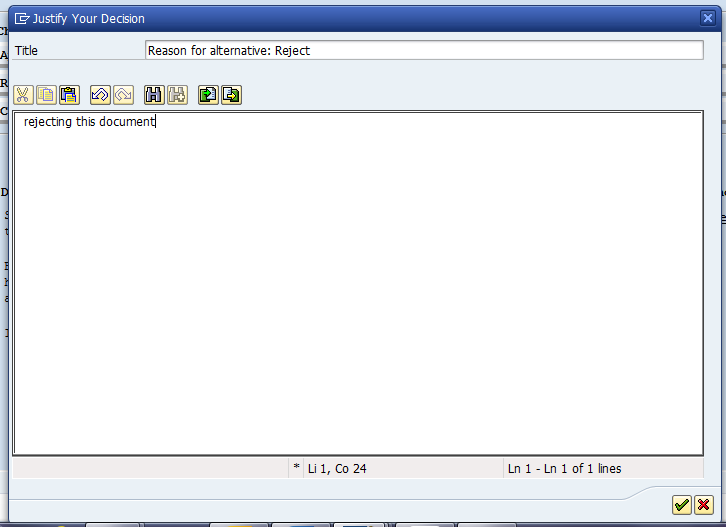 Justify Your Decision
Title
Reason for alternative: Reject
rejecting this document
* Li 1, Co 24
Ln 1 - Ln 1 of 1 lines